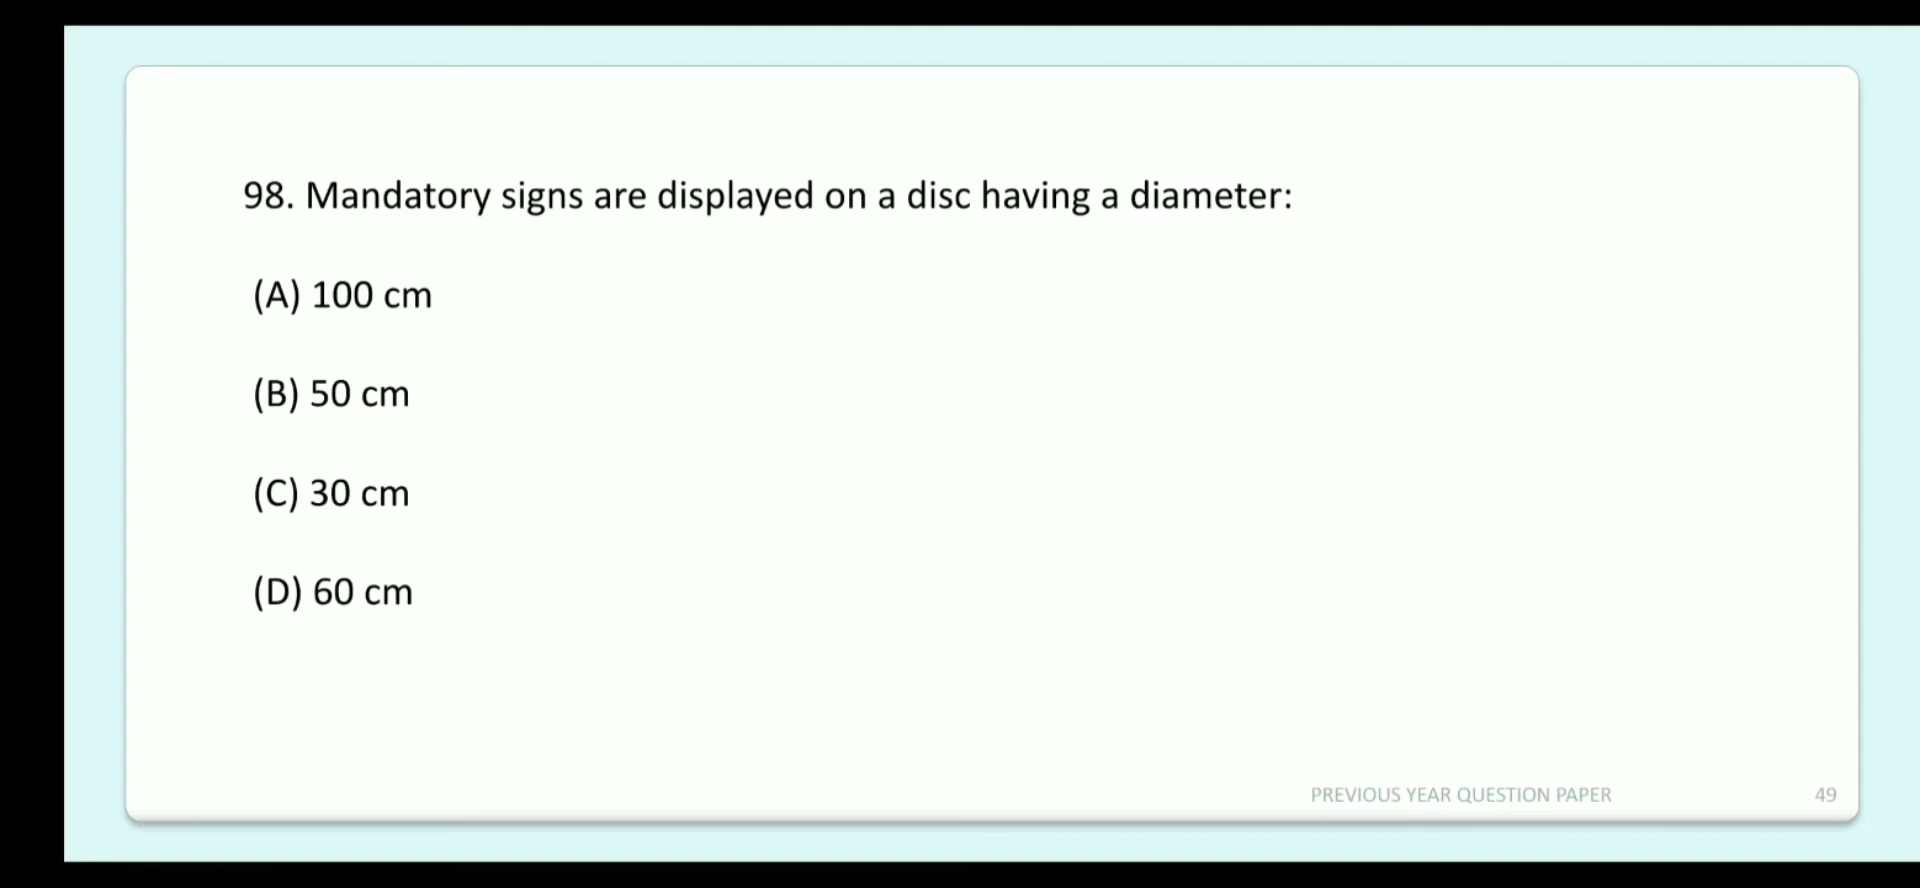 98. Mandatory signs are displayed on a disc having a diameter:
(A) 100 cm
(B) 50 cm
(C) 30 cm
(D) 60 cm
PREVIOUS YEAR QUESTION PAPER 49